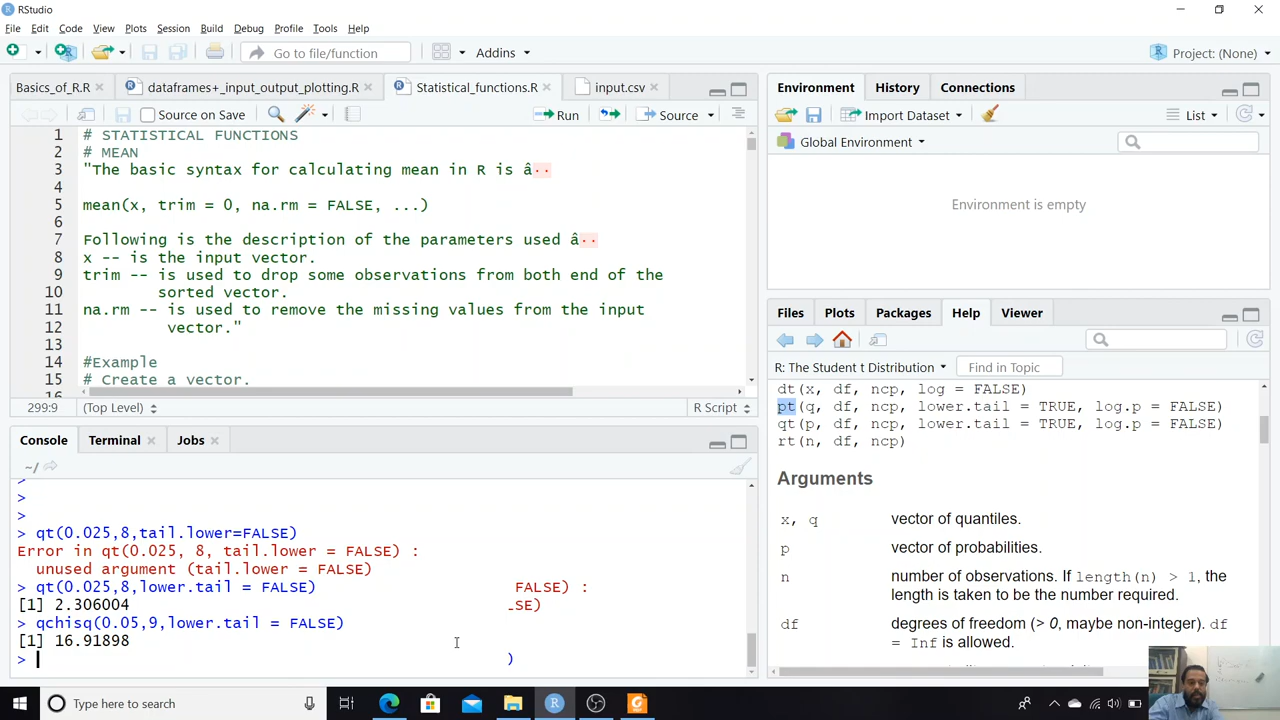 RStudio
File Edit Code View Plots Session Build Debug Profile Tools Help
Go to file/function Addins Project: (None)
Basics_of_R.R dataframes+_input_output_plotting.R Statistical_functions.R input.csv
Source on Save Run Source
1 # STATISTICAL FUNCTIONS
2 # MEAN
3 "The basic syntax for calculating mean in R is â··
4
5 mean(x, trim = 0, na.rm = FALSE, ...)
6
7 Following is the description of the parameters used â··
8 x -- is the input vector.
9 trim -- is used to drop some observations from both end of the
10 sorted vector.
11 na.rm -- is used to remove the missing values from the input
12 vector."
13
14 #Example
15 # Create a vector.
16
299:9 (Top Level) R Script
Console Terminal Jobs
~/
>
>
>
> qt(0.025,8,tail.lower=FALSE)
Error in qt(0.025, 8, tail.lower = FALSE) :
unused argument (tail.lower = FALSE)
> qt(0.025,8,lower.tail = FALSE) FALSE) :
[1] 2.306004 SE)
> qchisq(0.05,9,lower.tail = FALSE)
[1] 16.91898
> )
Environment History Connections
Import Dataset List
Global Environment
Environment is empty
Files Plots Packages Help Viewer
R: The Student t Distribution Find in Topic
dt(x, df, ncp, log = FALSE)
pt(q, df, ncp, lower.tail = TRUE, log.p = FALSE)
qt(p, df, ncp, lower.tail = TRUE, log.p = FALSE)
rt(n, df, ncp)
Arguments
x, q vector of quantiles.
p vector of probabilities.
n number of observations. If length(n) > 1, the
length is taken to be the number required.
df degrees of freedom (> 0, maybe non-integer). df
= Inf is allowed.
Type here to search